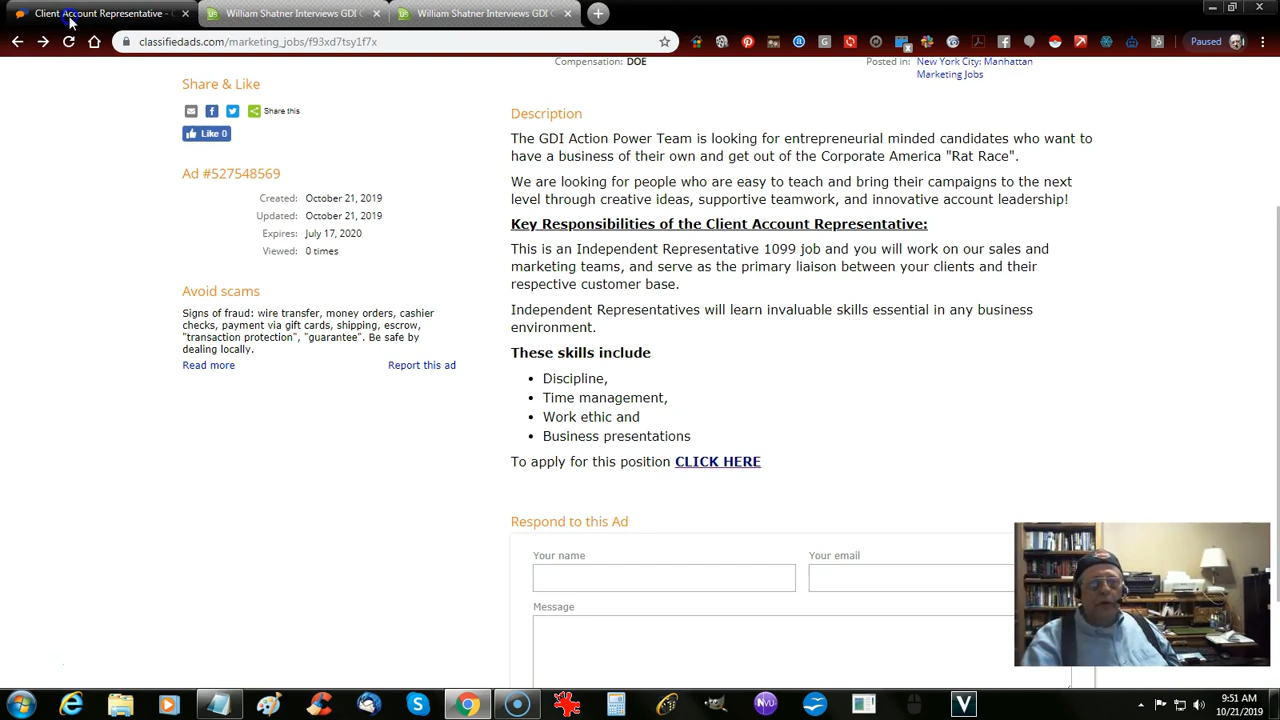 Client Account Representative -
William Shatner Interviews GDI
William Shatner Interviews GDI
classifiedads.com/marketing_jobs/f93xd7tsy1f7x
Paused
Compensation: DOE
Posted in: New York City: Manhattan
Marketing Jobs
Share & Like
Share this
Like 0
Ad #527548569
Created: October 21, 2019
Updated: October 21, 2019
Expires: July 17, 2020
Viewed: 0 times
Avoid scams
Signs of fraud: wire transfer, money orders, cashier
checks, payment via gift cards, shipping, escrow,
"transaction protection", "guarantee". Be safe by
dealing locally.
Read more
Report this ad
Description
The GDI Action Power Team is looking for entrepreneurial minded candidates who want to
have a business of their own and get out of the Corporate America "Rat Race".
We are looking for people who are easy to teach and bring their campaigns to the next
level through creative ideas, supportive teamwork, and innovative account leadership!
Key Responsibilities of the Client Account Representative:
This is an Independent Representative 1099 job and you will work on our sales and
marketing teams, and serve as the primary liaison between your clients and their
respective customer base.
Independent Representatives will learn invaluable skills essential in any business
environment.
These skills include
• Discipline,
• Time management,
• Work ethic and
• Business presentations
To apply for this position CLICK HERE
Respond to this Ad
Your name
Your email
Message
9:51 AM
10/21/2019